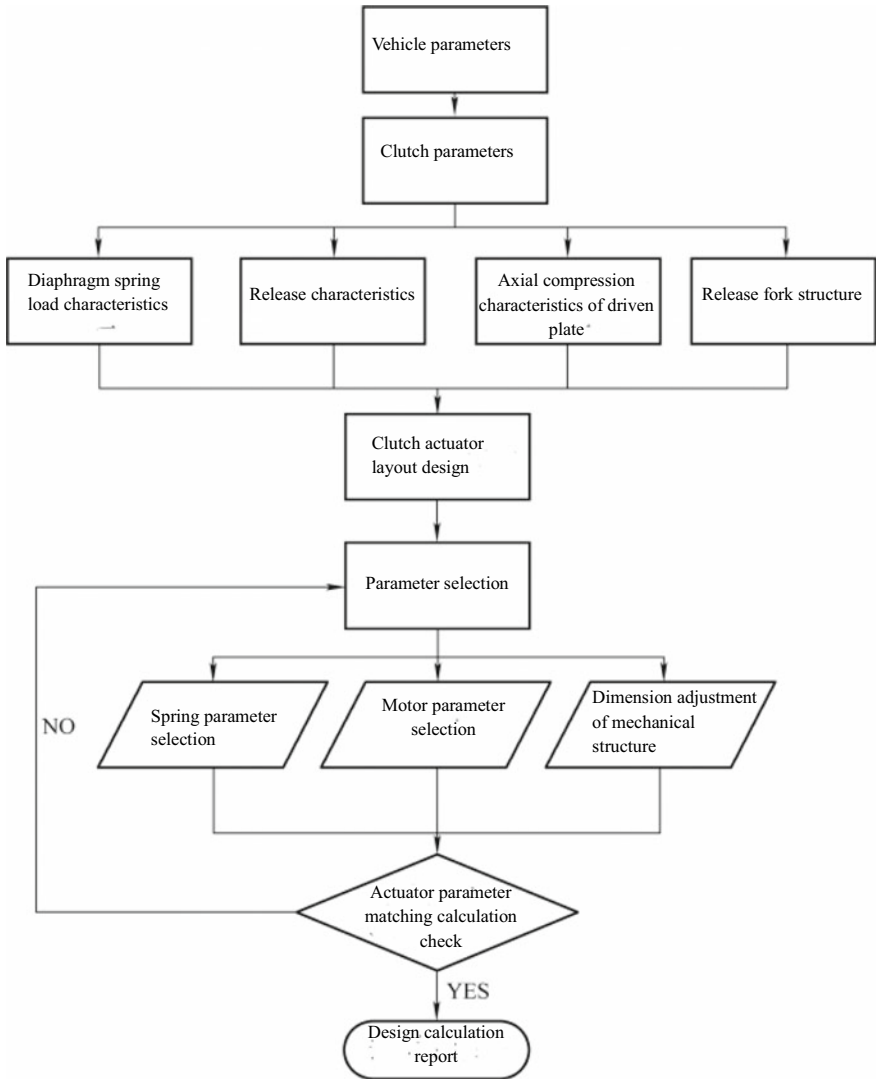 Vehicle parameters
Clutch parameters
Diaphragm spring
load characteristics
Release characteristics
Axial compression
characteristics of driven
plate
Release fork structure
Clutch actuator
layout design
Parameter selection
Spring parameter
selection
Motor parameter
selection
Dimension adjustment
of mechanical
structure
NO
Actuator parameter
matching calculation
check
YES
Design calculation
report